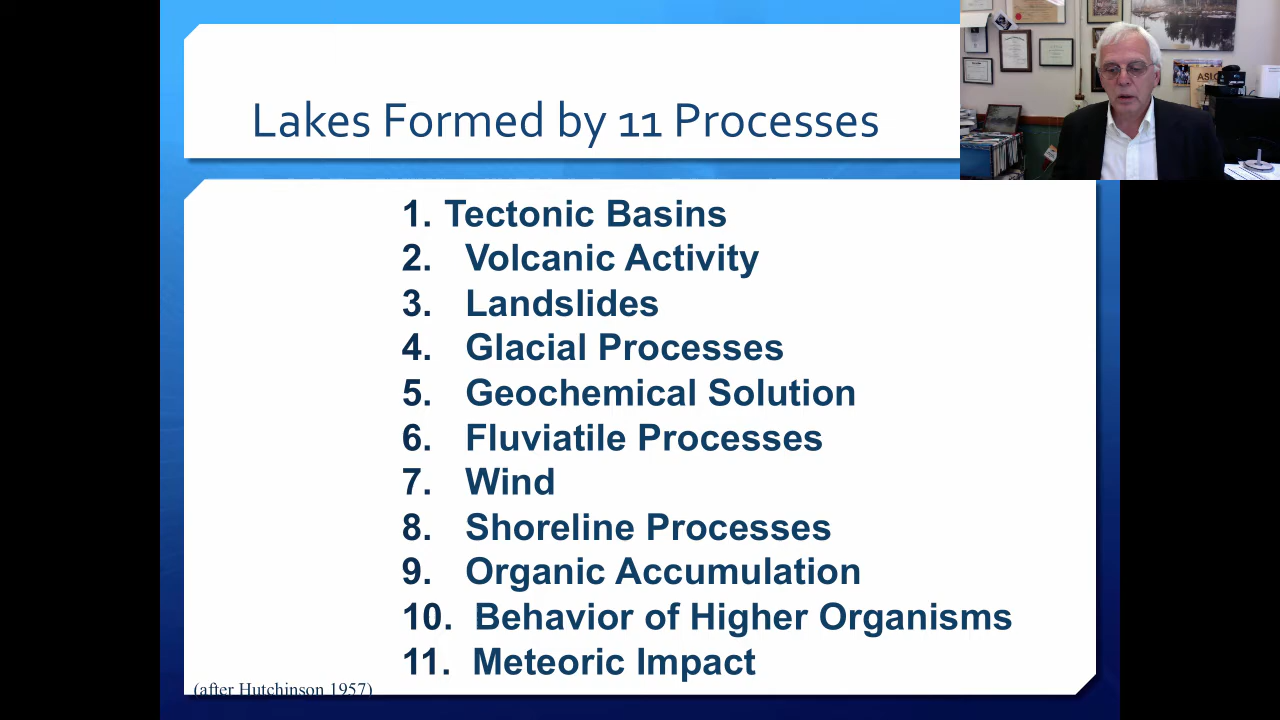 Lakes Formed by 11 Processes
1. Tectonic Basins
2. Volcanic Activity
3. Landslides
4. Glacial Processes
5. Geochemical Solution
6. Fluviatile Processes
7. Wind
8. Shoreline Processes
9. Organic Accumulation
10. Behavior of Higher Organisms
11. Meteoric Impact
(after Hutchinson 1957)